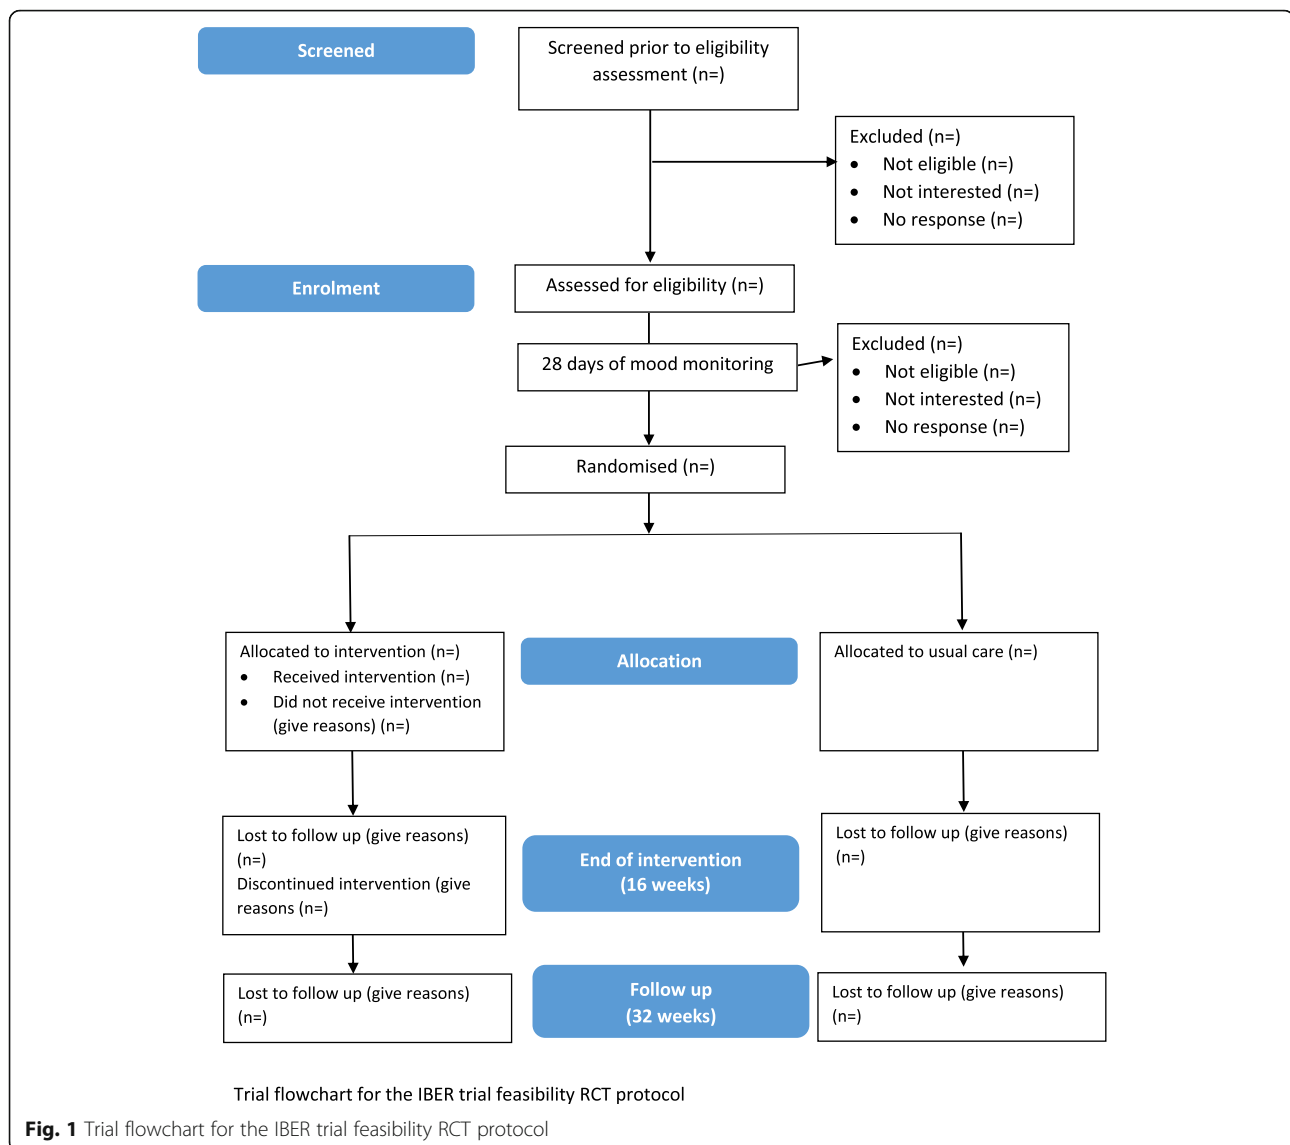 Screened
Screened prior to eligibility
assessment (n=)
Excluded (n=)
• Not eligible (n=)
• Not interested (n=)
• No response (n=)
Enrolment
Assessed for eligibility (n=)
28 days of mood monitoring
Excluded (n=)
• Not eligible (n=)
• Not interested (n=)
• No response (n=)
Randomised (n=)
Allocated to intervention (n=)
• Received intervention (n=)
• Did not receive intervention
(give reasons) (n=)
Allocation
Allocated to usual care (n=)
Lost to follow up (give reasons)
(n=)
Discontinued intervention (give
reasons (n=)
End of intervention
(16 weeks)
Lost to follow up (give reasons)
(n=)
Lost to follow up (give reasons)
(n=)
Follow up
(32 weeks)
Lost to follow up (give reasons)
(n=)
Trial flowchart for the IBER trial feasibility RCT protocol
Fig. 1 Trial flowchart for the IBER trial feasibility RCT protocol